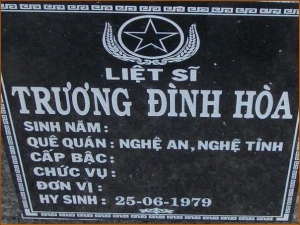 LIỆT SĨ
TRƯƠNG ĐÌNH HÒA
SINH NĂM :
QUÊ QUÁN : NGHỆ AN, NGHỆ TỈNH
CẤP BẬC :
CHỨC VỤ :
ĐƠN VỊ :
HY SINH : 25-06-1979